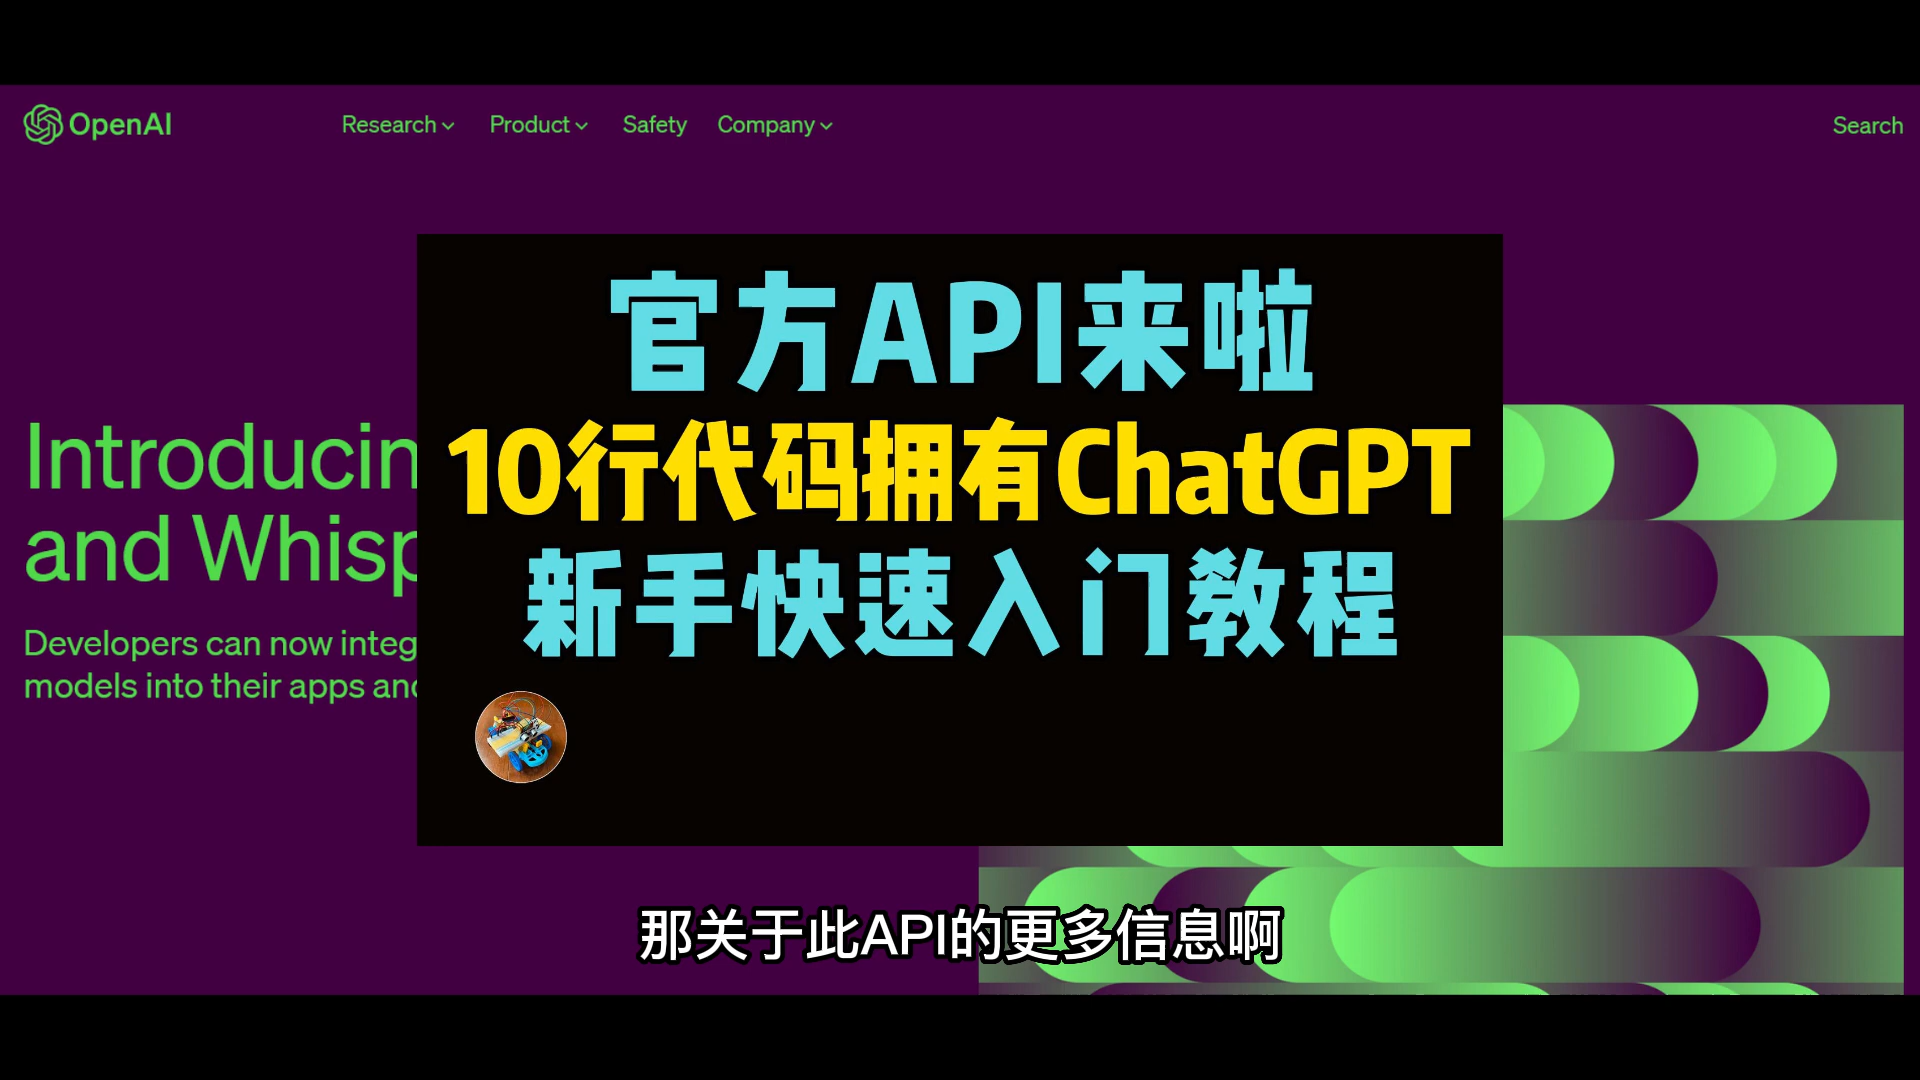 OpenAI
Research
Product
Safety
Company
Search
官方API来啦
10行代码拥有ChatGPT
新手快速入门教程
Introducin
and Whisp
Developers can now integ
models into their apps and
那关于此API的更多信息啊